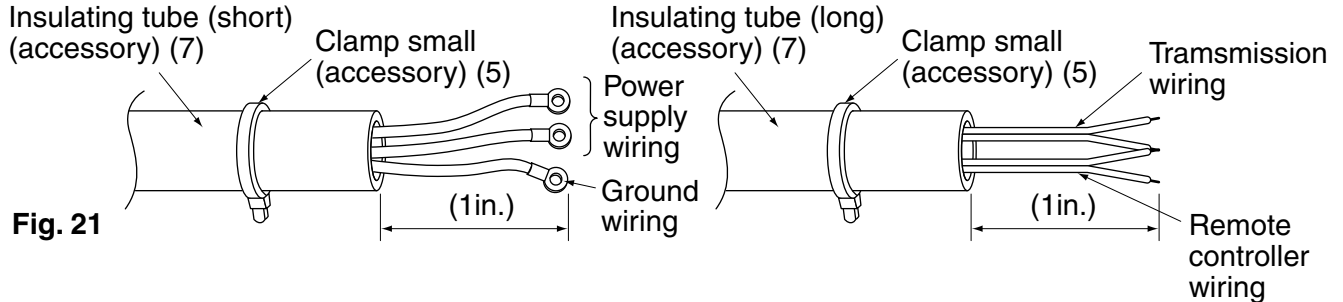 Insulating tube (short)
(accessory) (7)
Clamp small
(accessory) (5)
Power
supply
wiring
Ground
wiring
(1in.)
Insulating tube (long)
(accessory) (7)
Clamp small
(accessory) (5)
Tramsmission
wiring
(1in.)
Remote
controller
wiring
Fig. 21